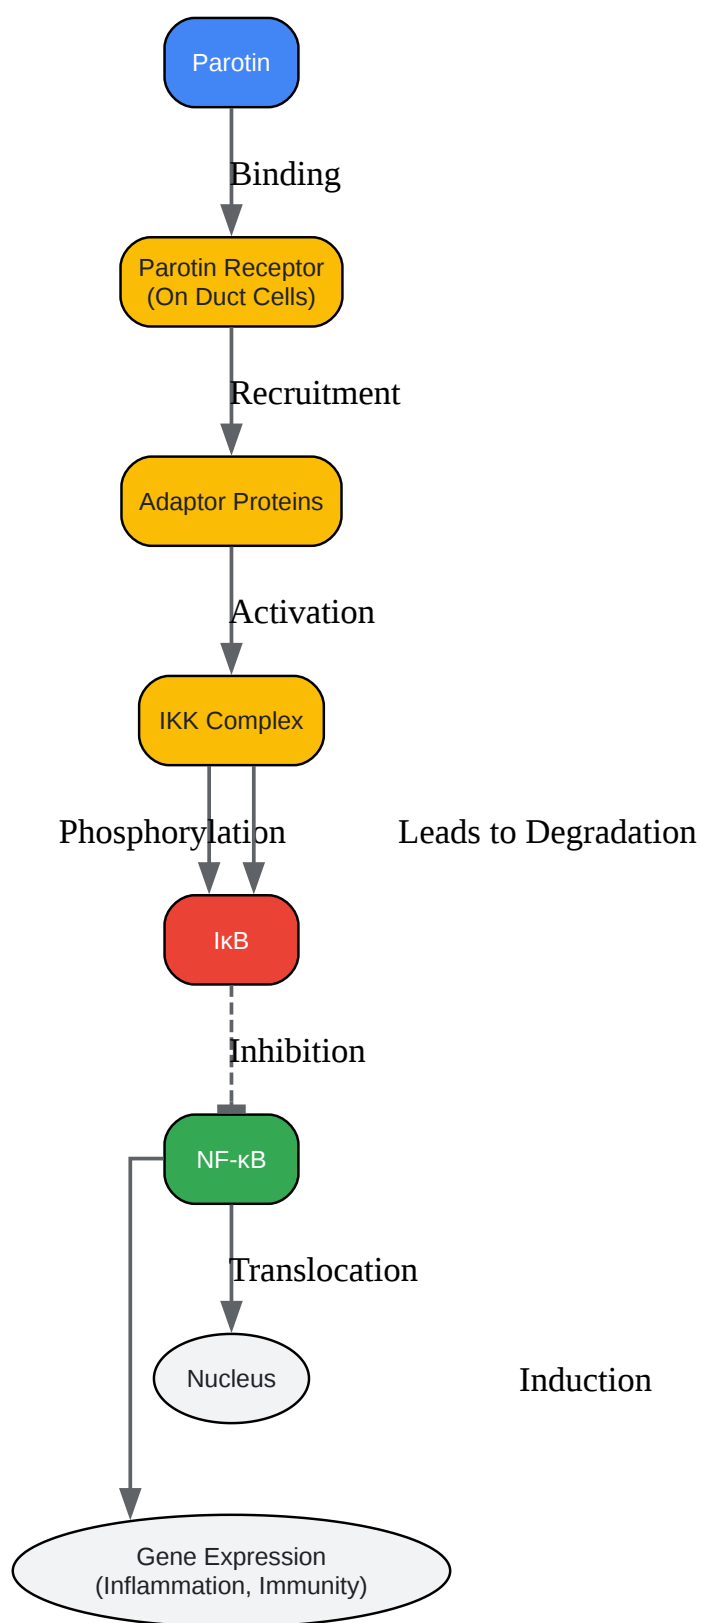 Parotin
Binding
Parotin Receptor
(On Duct Cells)
Recruitment
Adaptor Proteins
Activation
IKK Complex
Phosphorylation
Leads to Degradation
IκB
Inhibition
NF-κB
Translocation
Nucleus
Induction
Gene Expression
(Inflammation, Immunity)